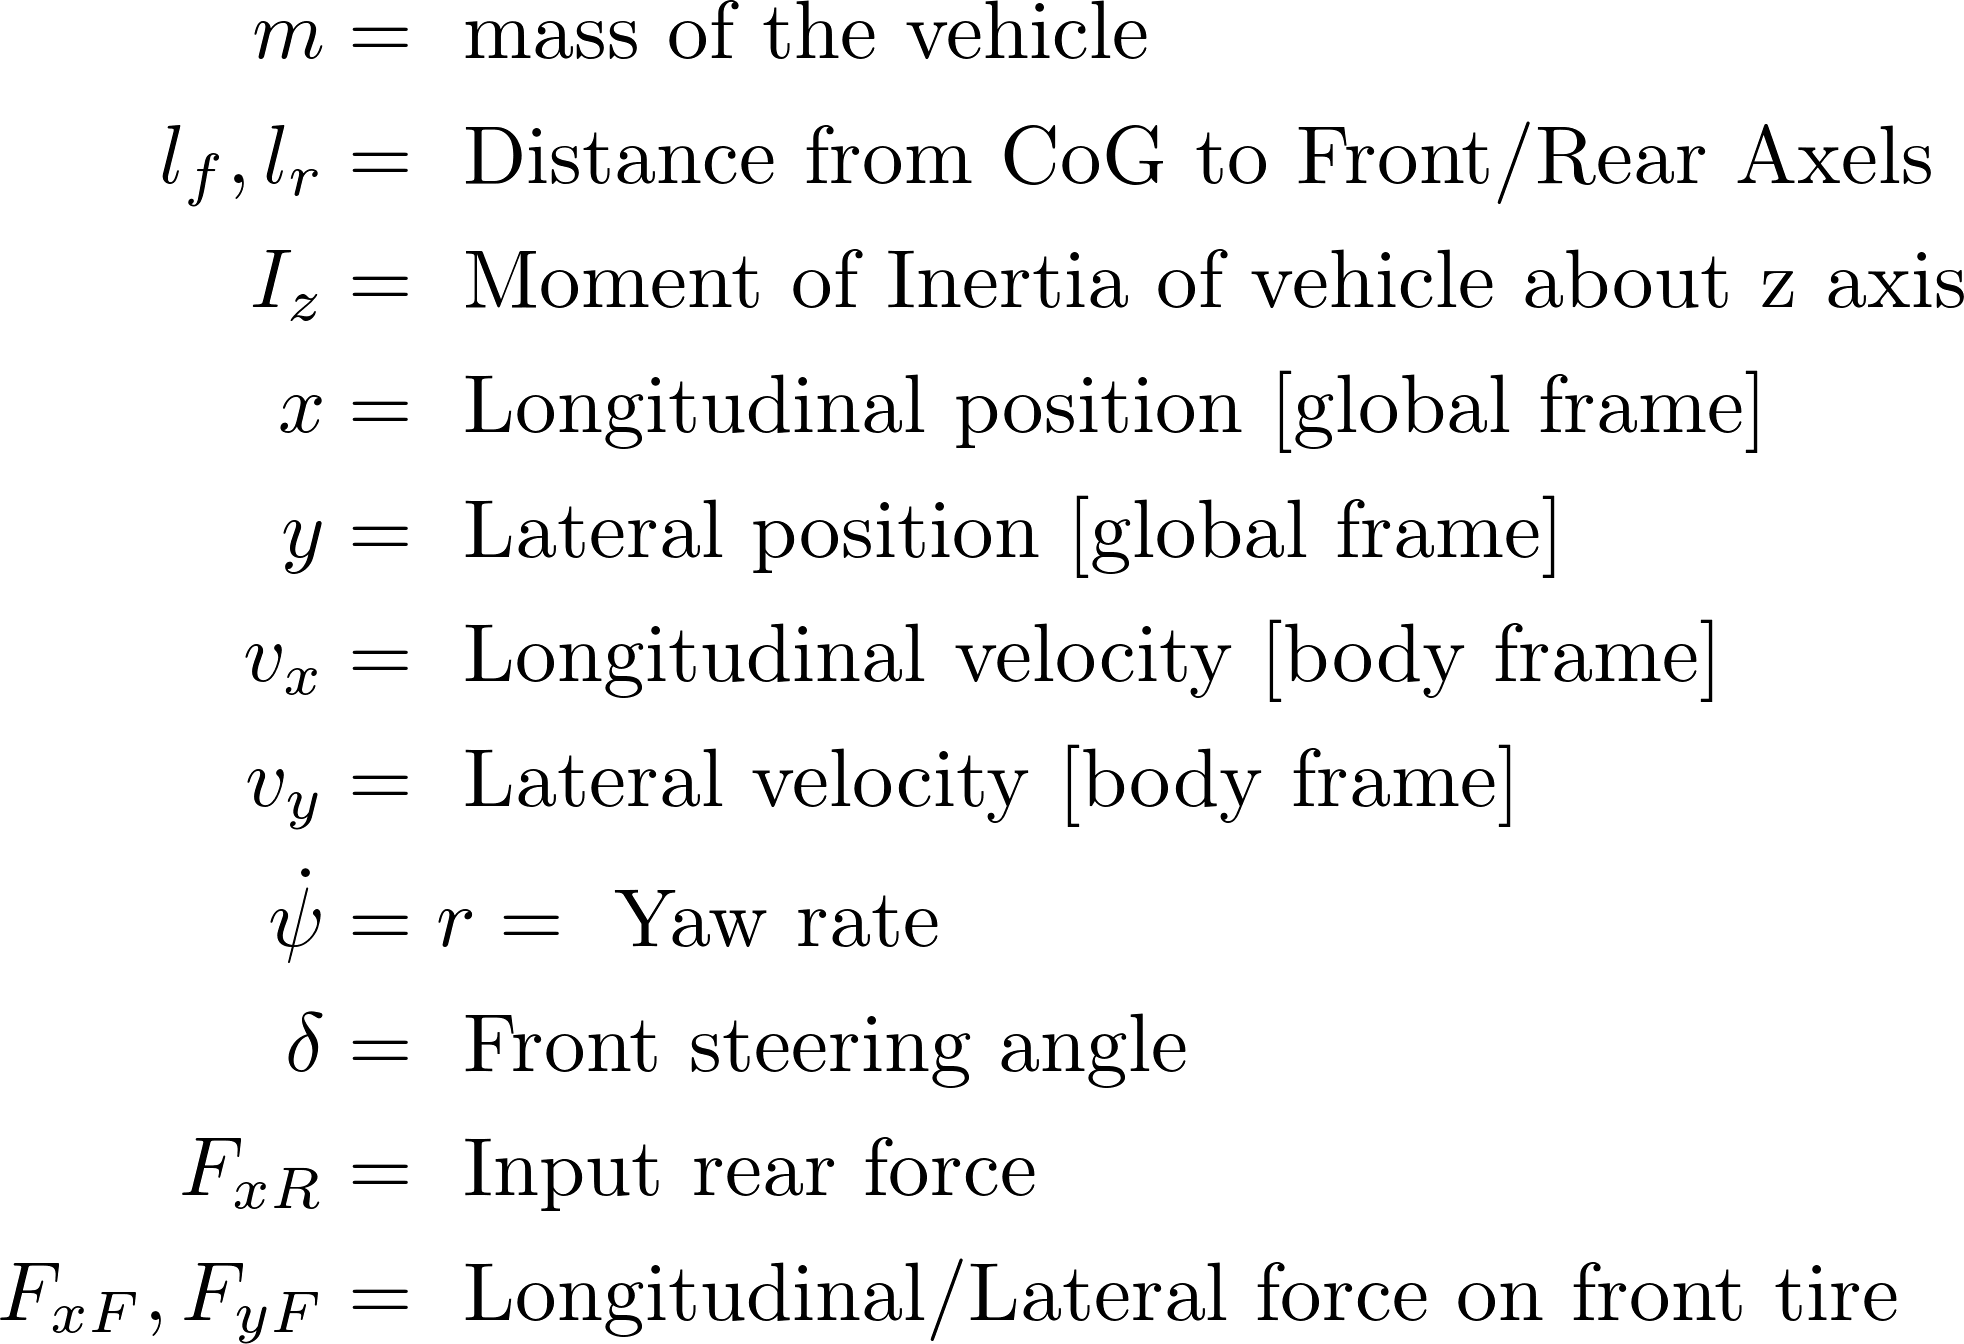 m = mass of the vehicle
l_f, l_r = Distance from CoG to Front/Rear Axels
I_z = Moment of Inertia of vehicle about z axis
x = Longitudinal position [global frame]
y = Lateral position [global frame]
v_x = Longitudinal velocity [body frame]
v_y = Lateral velocity [body frame]
ψ̇ = r = Yaw rate
δ = Front steering angle
F_{xR} = Input rear force
F_{xF}, F_{yF} = Longitudinal/Lateral force on front tire